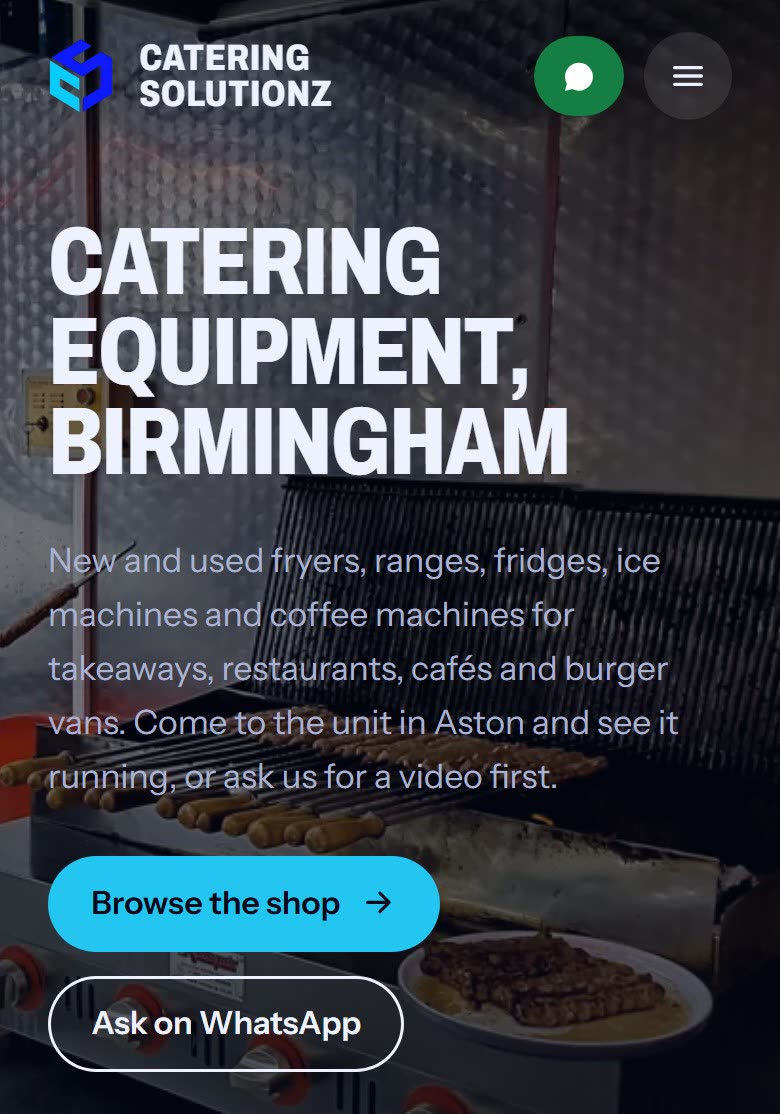 CATERING
SOLUTIONZ
CATERING
EQUIPMENT,
BIRMINGHAM
New and used fryers, ranges, fridges, ice
machines and coffee machines for
takeaways, restaurants, cafés and burger
vans. Come to the unit in Aston and see it
running, or ask us for a video first.
Browse the shop →
Ask on WhatsApp